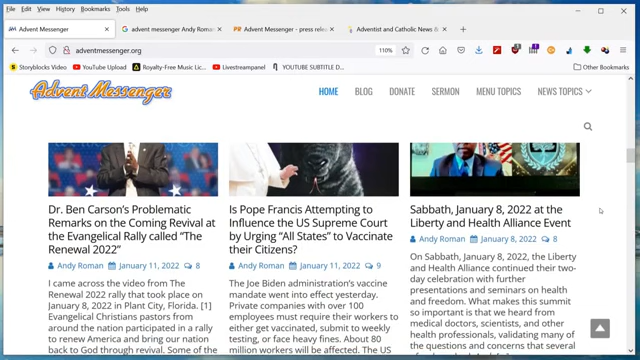 File Edit View History Bookmarks Tools Help
Advent Messenger
advent messenger Andy Roman
Advent Messenger - press relea
Adventist and Catholic News &
adventmessenger.org
110%
Storyblocks Video
YouTube Upload
Royalty-Free Music Lic...
Livestreampanel
YOUTUBE SUBTITLE D...
Other Bookmarks
Advent Messenger
HOME BLOG DONATE SERMON MENU TOPICS NEWS TOPICS
Dr. Ben Carson's Problematic
Remarks on the Coming Revival at
the Evangelical Rally called "The
Renewal 2022"
Andy Roman January 11, 2022 8
I came across the video from The
Renewal 2022 rally that took place on
January 8, 2022 in Plant City, Florida. [1]
Evangelical Christians pastors from
around the nation participated in a rally
to renew America and bring our nation
back to God through revival. Some of the
Is Pope Francis Attempting to
Influence the US Supreme Court
by Urging "All States" to Vaccinate
their Citizens?
Andy Roman January 11, 2022 9
The Joe Biden administration's vaccine
mandate went into effect yesterday.
Private companies with over 100
employees must require their workers to
either get vaccinated, submit to weekly
testing, or face heavy fines. About 80
million workers will be affected. The US
Sabbath, January 8, 2022 at the
Liberty and Health Alliance Event
Andy Roman January 8, 2022 8
On Sabbath, January 8, 2022, the Liberty
and Health Alliance continued their two-
day celebration with further
presentations and seminars on health
and freedom. What makes this summit
so important is that we heard from
medical doctors, scientists, and other
health professionals, validating many of
the questions and concerns that several